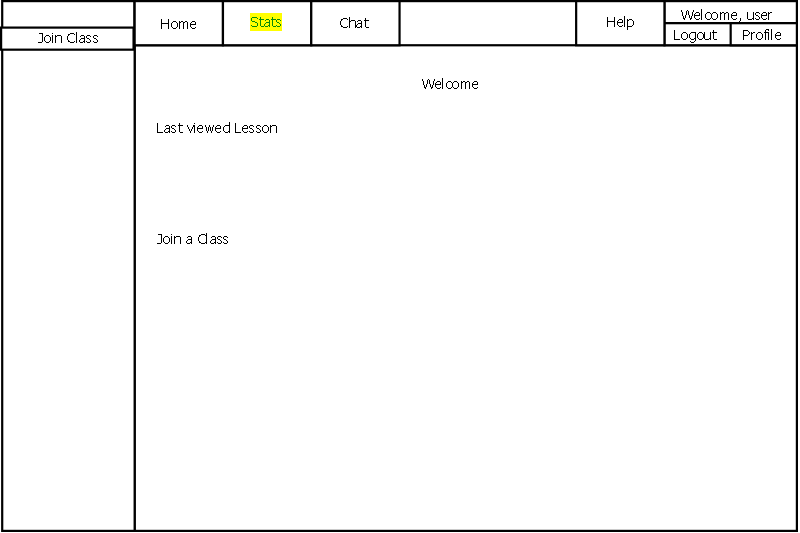 Home
Stats
Chat
Help
Welcome, user
Logout
Profile
Join Class
Welcome
Last viewed Lesson
Join a Class